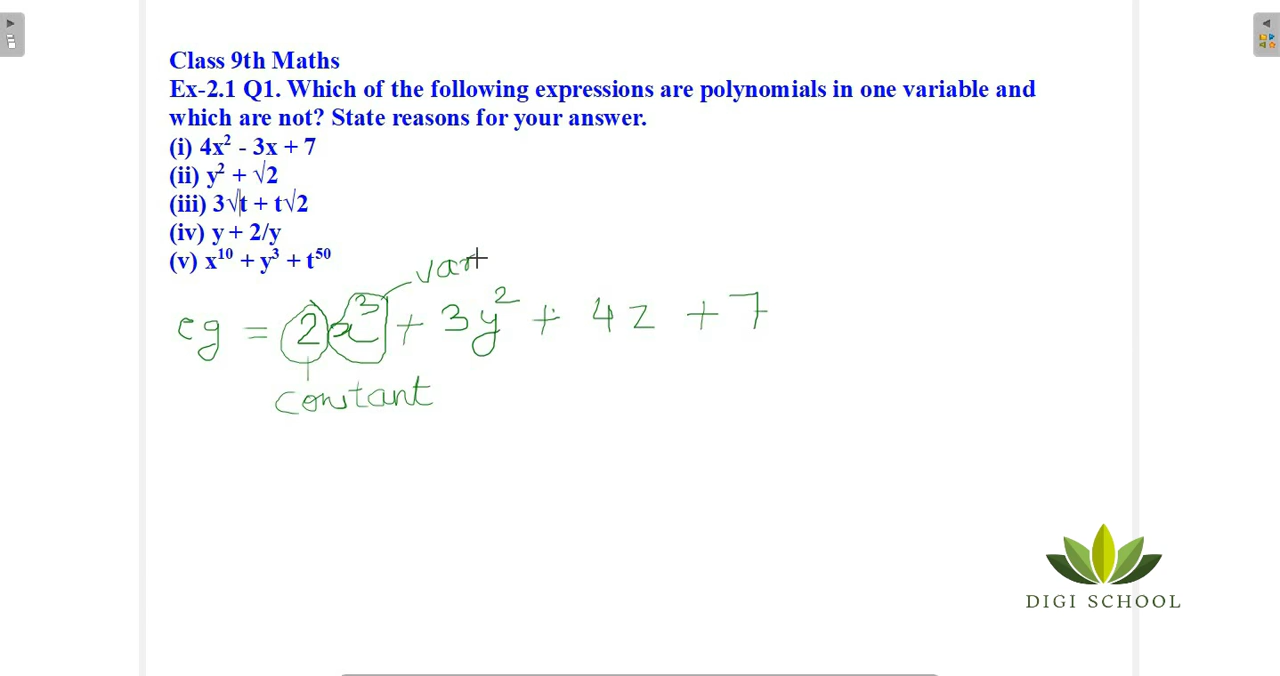 Class 9th Maths
Ex-2.1 Q1. Which of the following expressions are polynomials in one variable and
which are not? State reasons for your answer.
(i) 4x² - 3x + 7
(ii) y² + √2
(iii) 3√t + t√2
(iv) y + 2/y
(v) x¹⁰ + y³ + t⁵⁰
vari
eg = 2x³ + 3y² + 4z + 7
constant
DIGI SCHOOL